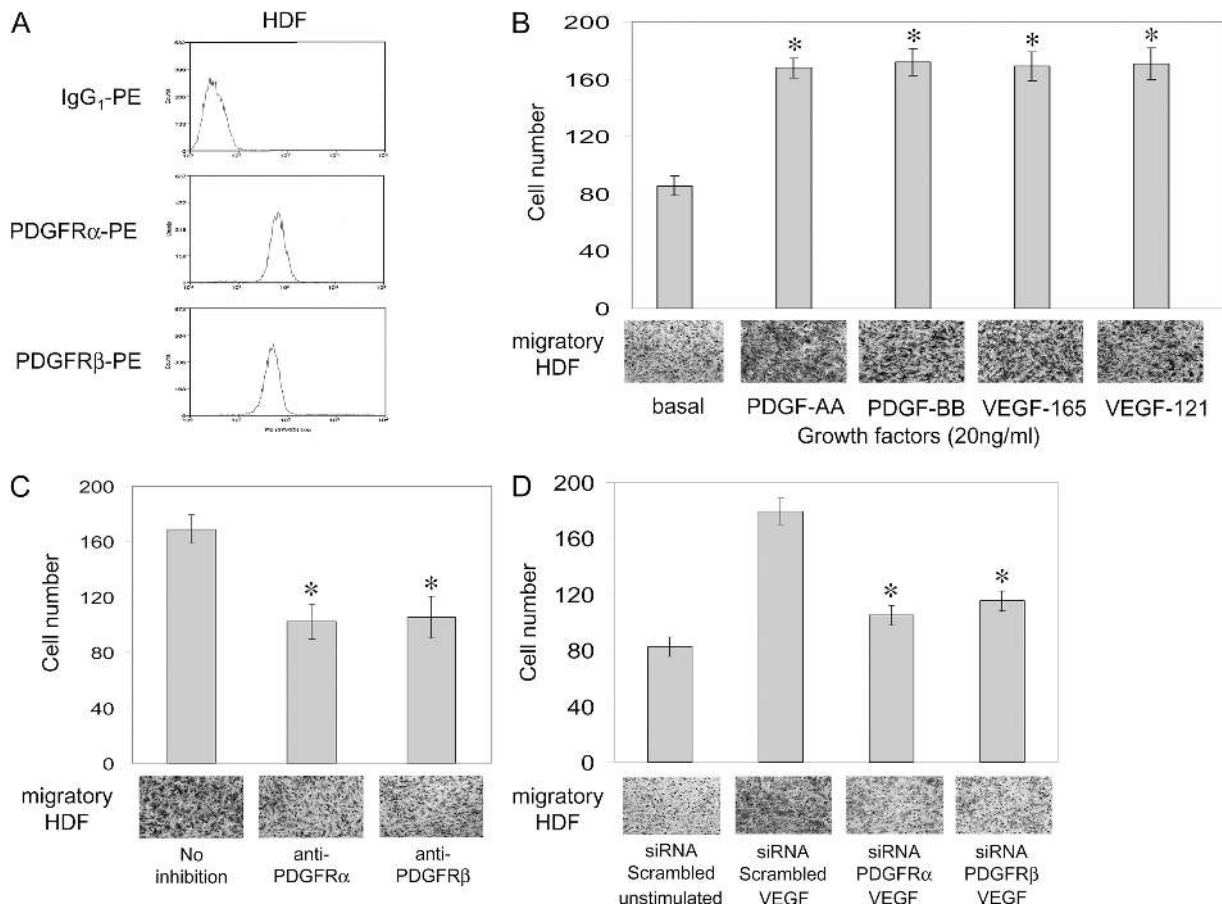 A
HDF
IgG₁-PE
PDGFRα-PE
PDGFRβ-PE
B
200
160
120
80
40
0
Cell number
*
*
*
*
migratory
HDF
basal
PDGF-AA
PDGF-BB
VEGF-165
VEGF-121
Growth factors (20ng/ml)
C
200
160
120
80
40
0
Cell number
*
*
migratory
HDF
No
inhibition
anti-
PDGFRα
anti-
PDGFRβ
D
200
160
120
80
40
0
Cell number
*
*
migratory
HDF
siRNA
Scrambled
unstimulated
siRNA
Scrambled
VEGF
siRNA
PDGFRα
VEGF
siRNA
PDGFRβ
VEGF